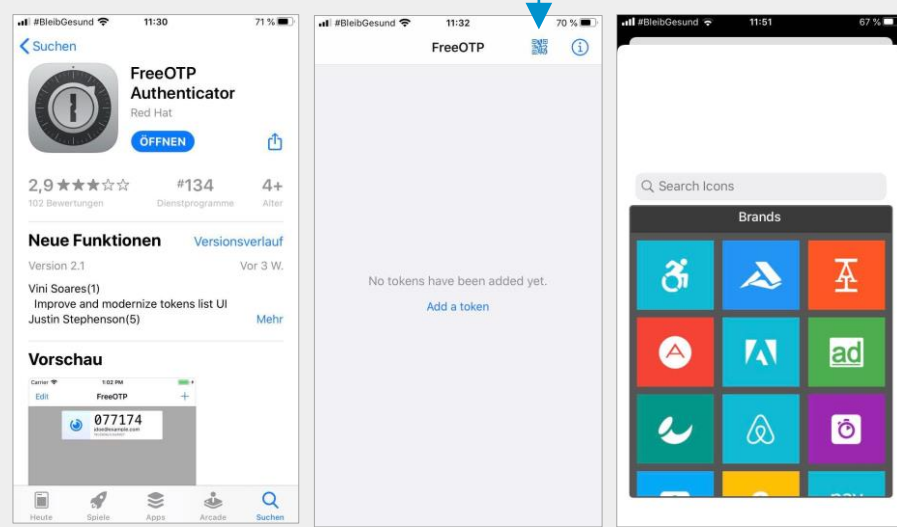 #BleibGesund 11:30 71 %
Suchen
FreeOTP
Authenticator
Red Hat
ÖFFNEN
2,9 #134 4+
102 Bewertungen Dienstprogramme Alter
Neue Funktionen Versionsverlauf
Version 2.1 Vor 3 W.
Vini Soares(1)
Improve and modernize tokens list UI
Justin Stephenson(5) Mehr
Vorschau
Carrier 1:02 PM
Edit FreeOTP +
077174
alice@example.com
Heute Spiele Apps Arcade Suchen
#BleibGesund 11:32 70 %
FreeOTP
No tokens have been added yet.
Add a token
#BleibGesund 11:51 67 %
Search Icons
Brands
ad